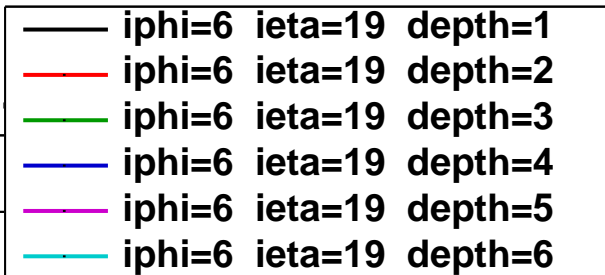 iphi=6 ieta=19 depth=1
iphi=6 ieta=19 depth=2
iphi=6 ieta=19 depth=3
iphi=6 ieta=19 depth=4
iphi=6 ieta=19 depth=5
iphi=6 ieta=19 depth=6